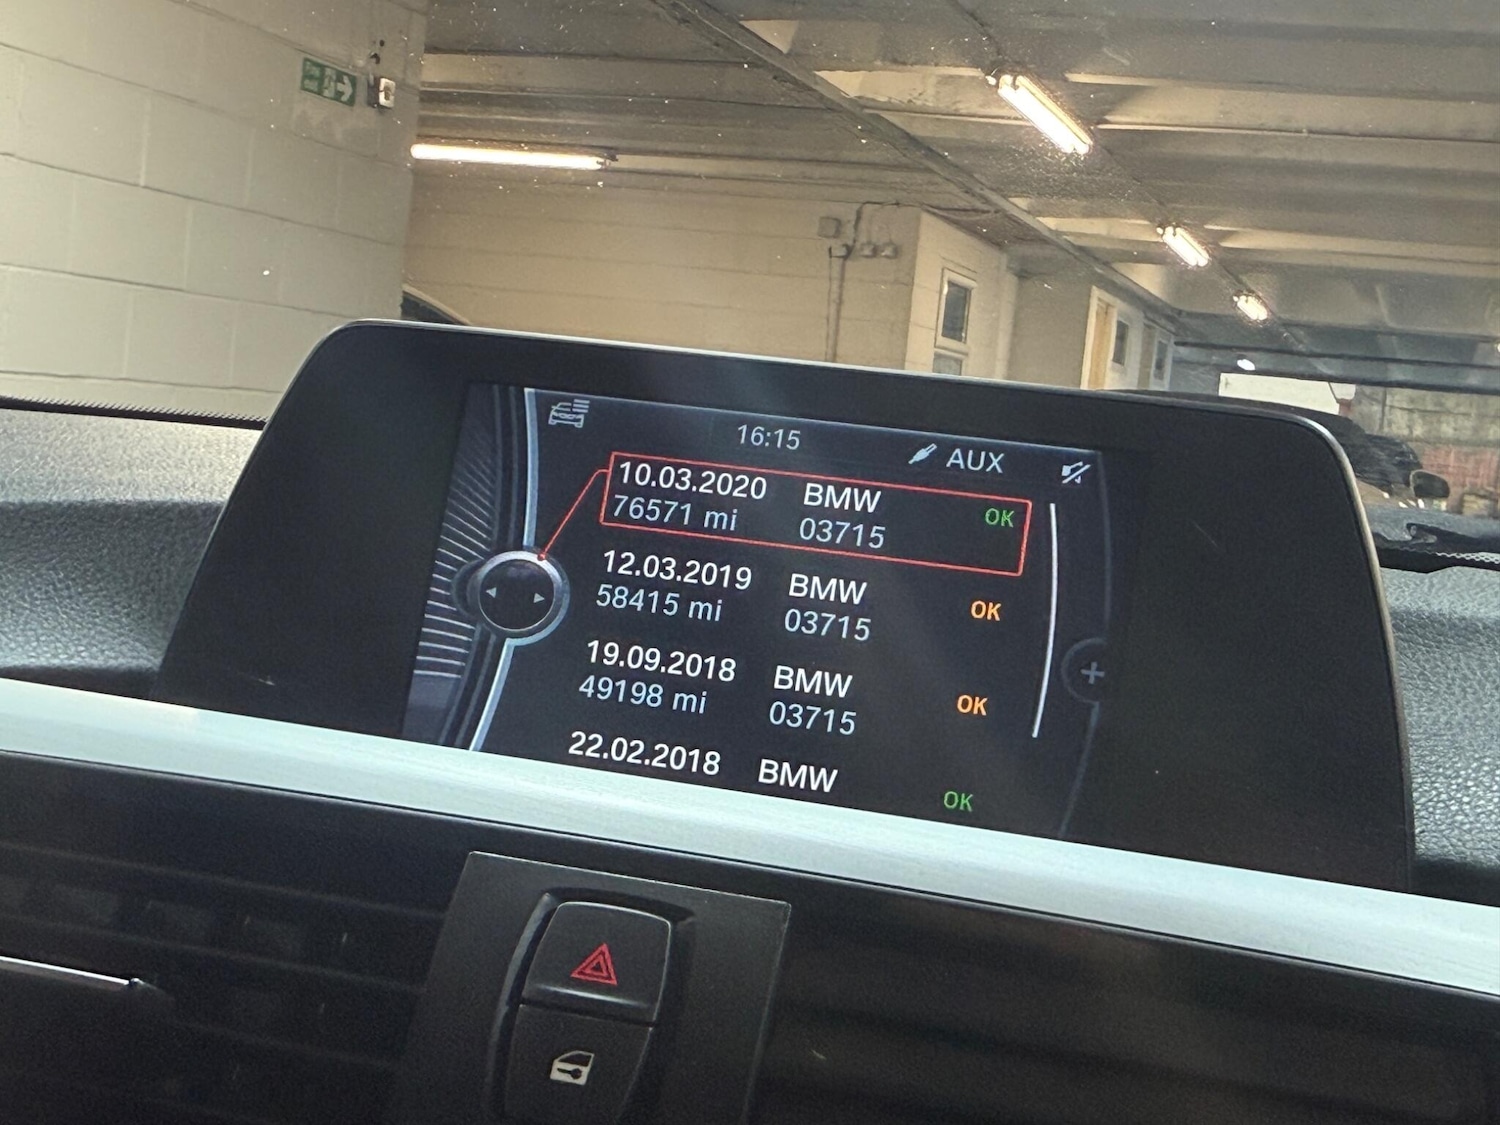 16:15
AUX
10.03.2020 BMW OK
76571 mi 03715
12.03.2019 BMW OK
58415 mi 03715
19.09.2018 BMW OK
49198 mi 03715
22.02.2018 BMW OK